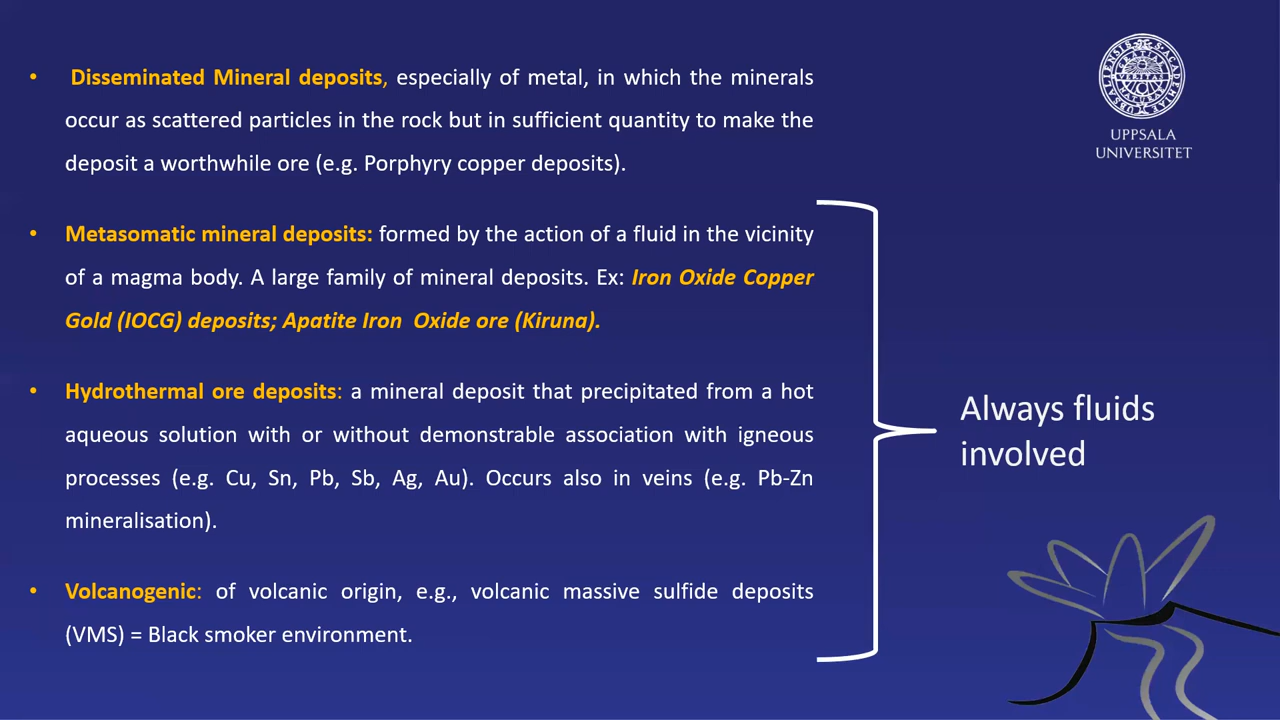 • Disseminated Mineral deposits, especially of metal, in which the minerals
occur as scattered particles in the rock but in sufficient quantity to make the
deposit a worthwhile ore (e.g. Porphyry copper deposits).
• Metasomatic mineral deposits: formed by the action of a fluid in the vicinity
of a magma body. A large family of mineral deposits. Ex: Iron Oxide Copper
Gold (IOCG) deposits; Apatite Iron Oxide ore (Kiruna).
• Hydrothermal ore deposits: a mineral deposit that precipitated from a hot
aqueous solution with or without demonstrable association with igneous
processes (e.g. Cu, Sn, Pb, Sb, Ag, Au). Occurs also in veins (e.g. Pb-Zn
mineralisation).
• Volcanogenic: of volcanic origin, e.g., volcanic massive sulfide deposits
(VMS) = Black smoker environment.
Always fluids
involved
UPPSALA
UNIVERSITET